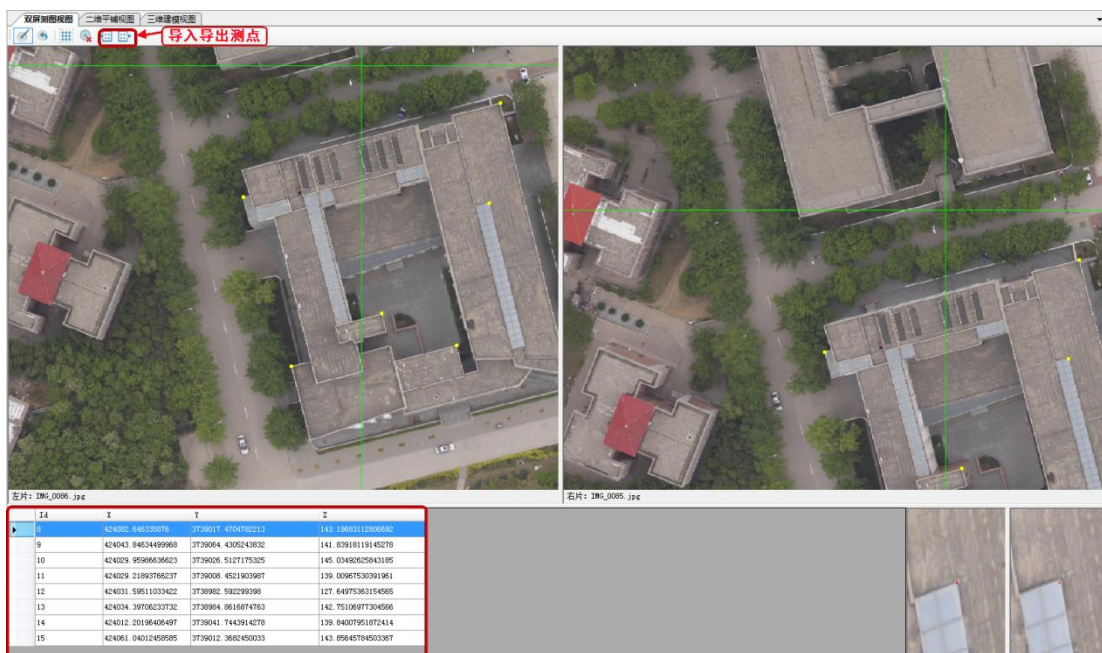 双屏测图视图 二维平铺视图 三维建模视图
导入导出测点
左片: IMG_0086.jpg
右片: IMG_0085.jpg
Id X Y Z
8 424082.646335876 3739017.4704782213 143.19683112806692
9 424043.84634499968 3739064.4305243832 141.83918119145278
10 424029.95986636623 3739026.5127175325 145.03492625843185
11 424029.21893766237 3739008.4521903987 139.00967530391961
12 424031.59511033422 3738982.592299398 127.64975363154565
13 424034.39706233732 3738984.8616874763 142.75106977304566
14 424012.20196406497 3739041.7443914278 139.84007951872414
15 424061.04012458585 3739012.3682450033 143.85645784503367